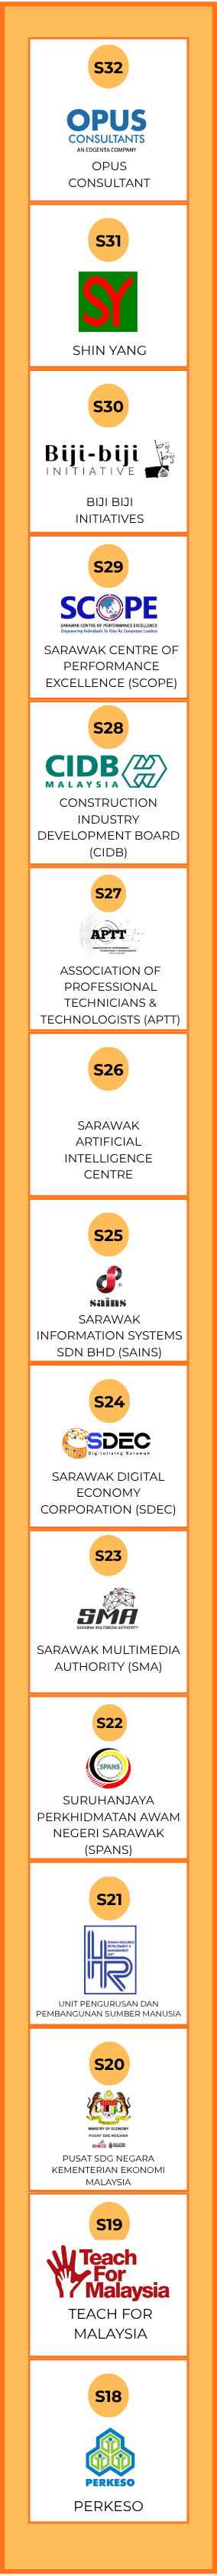 S32
OPUS
CONSULTANTS
AN EDGENTA COMPANY
OPUS
CONSULTANT
S31
SY
SHIN YANG
S30
Biji-biji
INITIATIVE
BIJI BIJI
INITIATIVES
S29
SCOPE
SARAWAK CENTRE OF PERFORMANCE EXCELLENCE
Empowering Individuals To Rise As Competent Leaders
SARAWAK CENTRE OF
PERFORMANCE
EXCELLENCE (SCOPE)
S28
CIDB
MALAYSIA
CONSTRUCTION
INDUSTRY
DEVELOPMENT BOARD
(CIDB)
S27
APTT
ASSOCIATION OF
PROFESSIONAL
TECHNICIANS &
TECHNOLOGISTS (APTT)
S26
SARAWAK
ARTIFICIAL
INTELLIGENCE
CENTRE
S25
sains
SARAWAK
INFORMATION SYSTEMS
SDN BHD (SAINS)
S24
SDEC
Digitalising Sarawak
SARAWAK DIGITAL
ECONOMY
CORPORATION (SDEC)
S23
SMA
SARAWAK MULTIMEDIA AUTHORITY
SARAWAK MULTIMEDIA
AUTHORITY (SMA)
S22
SPANS
SURUHANJAYA
PERKHIDMATAN AWAM
NEGERI SARAWAK
(SPANS)
S21
HUMAN RESOURCE
DEVELOPMENT &
MANAGEMENT
UNIT
UNIT PENGURUSAN DAN
PEMBANGUNAN SUMBER MANUSIA
S20
MINISTRY OF ECONOMY
PUSAT SDG NEGARA
PUSAT SDG NEGARA
KEMENTERIAN EKONOMI
MALAYSIA
S19
Teach
For
Malaysia
TEACH FOR
MALAYSIA
S18
PERKESO
PERKESO